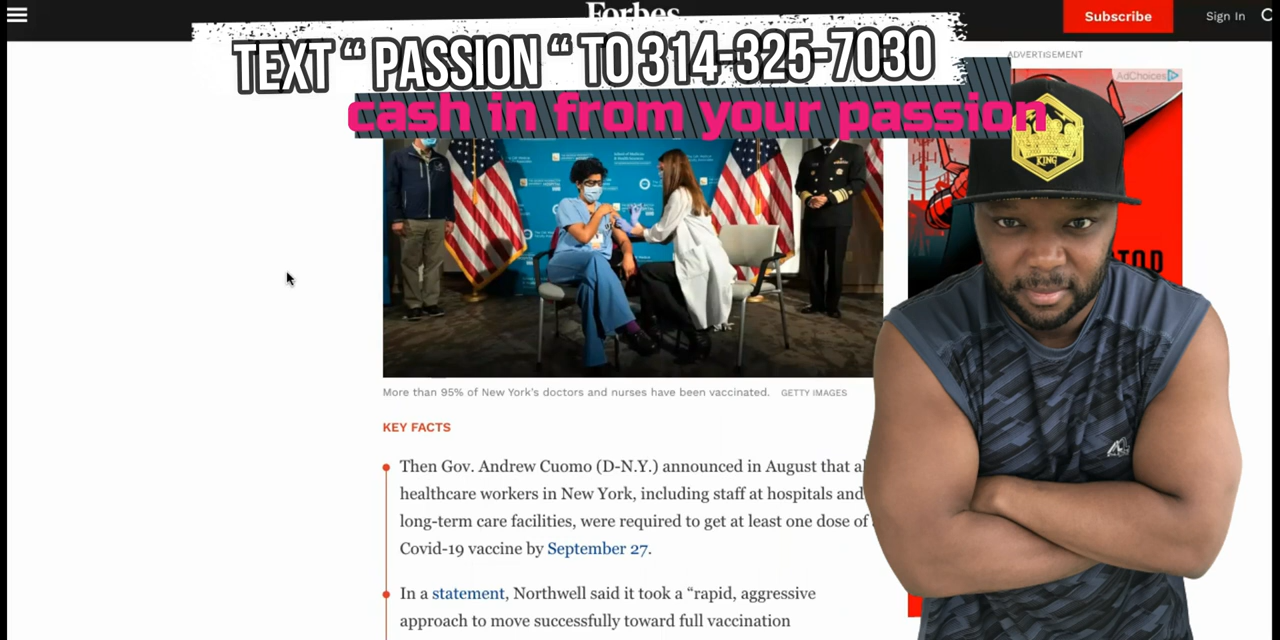 Forbes
Subscribe
Sign In
TEXT “ PASSION “ TO 314-325-7030
cash in from your passion
ADVERTISEMENT
AdChoices
KING
More than 95% of New York's doctors and nurses have been vaccinated. GETTY IMAGES
KEY FACTS
Then Gov. Andrew Cuomo (D-N.Y.) announced in August that
healthcare workers in New York, including staff at hospitals and
long-term care facilities, were required to get at least one dose of
Covid-19 vaccine by September 27.
In a statement, Northwell said it took a “rapid, aggressive
approach to move successfully toward full vaccination